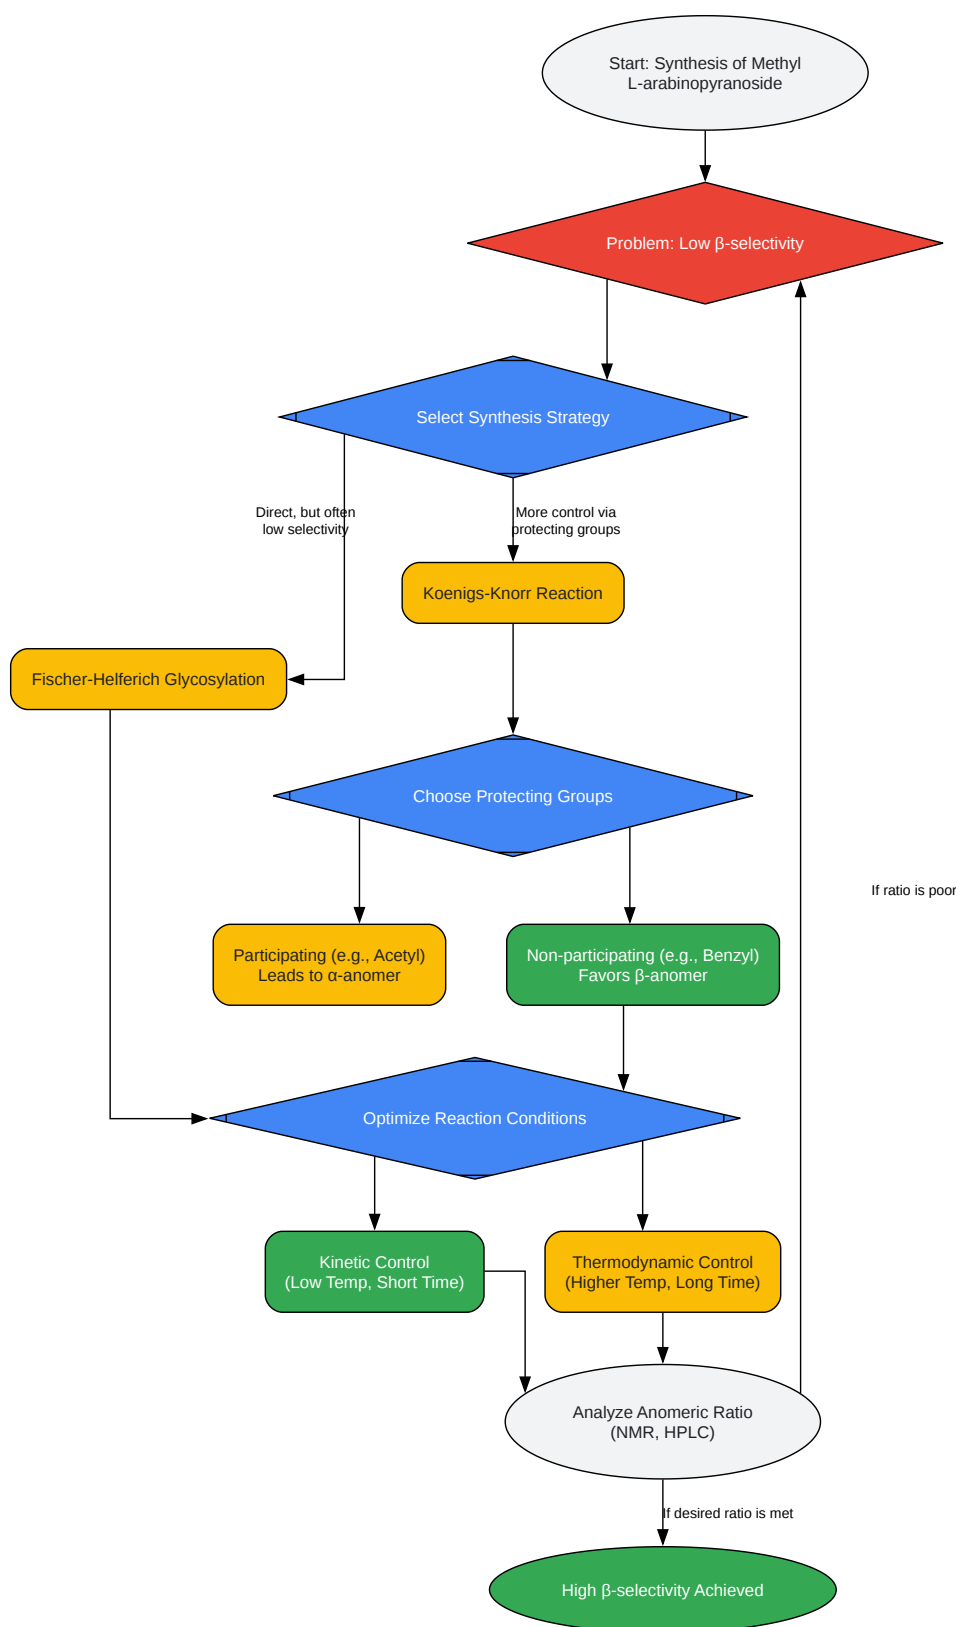 Start: Synthesis of Methyl
L-arabinopyranoside
Problem: Low β-selectivity
Select Synthesis Strategy
Direct, but often
low selectivity
More control via
protecting groups
Koenigs-Knorr Reaction
Fischer-Helferich Glycosylation
Choose Protecting Groups
If ratio is poor
Participating (e.g., Acetyl)
Leads to α-anomer
Non-participating (e.g., Benzyl)
Favors β-anomer
Optimize Reaction Conditions
Kinetic Control
(Low Temp, Short Time)
Thermodynamic Control
(Higher Temp, Long Time)
Analyze Anomeric Ratio
(NMR, HPLC)
If desired ratio is met
High β-selectivity Achieved